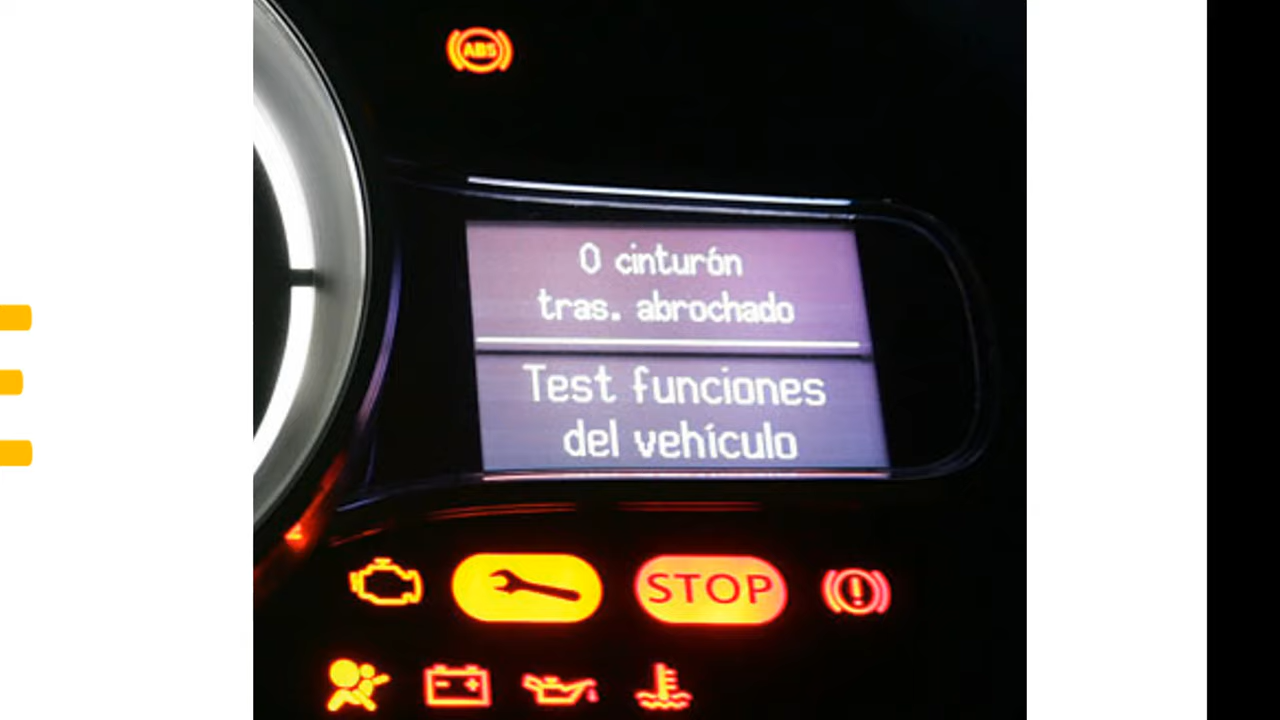 ABS
0 cinturón
tras. abrochado
Test funciones
del vehículo
STOP